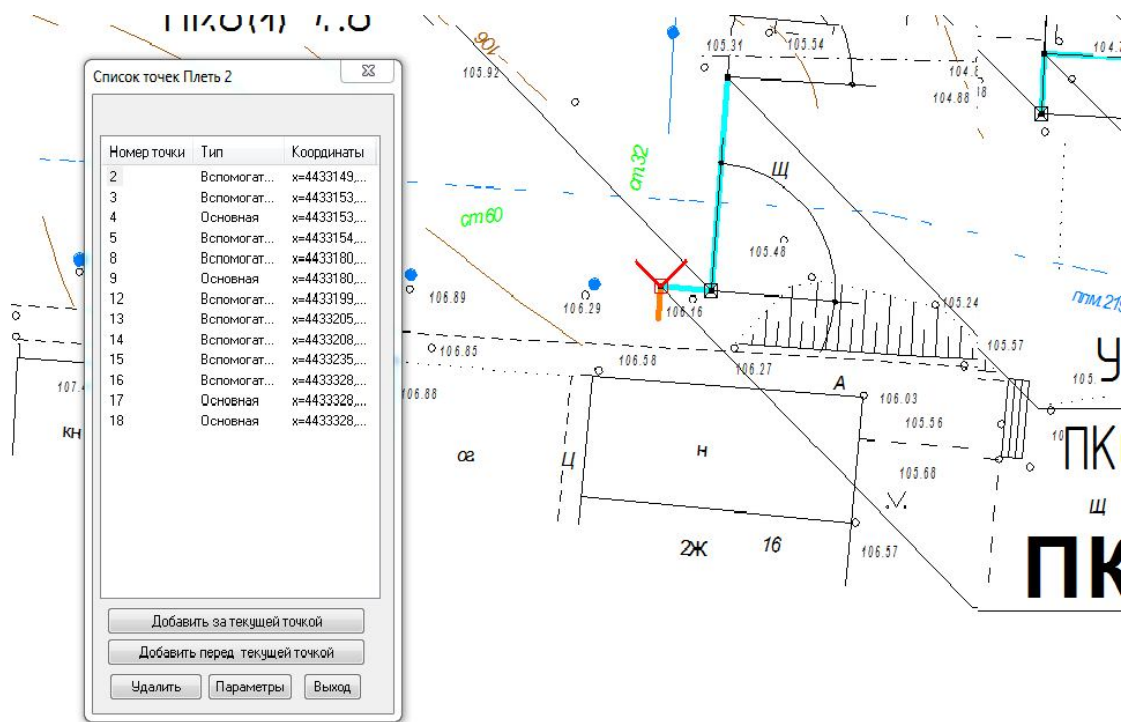 Список точек Плеть 2
Номер точки Тип Координаты
2 Вспомогат... x=4433149,...
3 Вспомогат... x=4433153,...
4 Основная x=4433153,...
5 Вспомогат... x=4433154,...
8 Вспомогат... x=4433180,...
9 Основная x=4433180,...
12 Вспомогат... x=4433199,...
13 Вспомогат... x=4433205,...
14 Вспомогат... x=4433208,...
15 Вспомогат... x=4433235,...
16 Вспомогат... x=4433328,...
17 Основная x=4433328,...
18 Основная x=4433328,...
Добавить за текущей точкой
Добавить перед текущей точкой
Удалить Параметры Выход
106
105.92
105.31
105.54
104.88
ст32
Щ
ст60
105.48
106.89
106.29
106.16
105.24
105.57
106.85
106.58
106.27
А
106.03
106.88
105.56
кн
ог
Ц
н
105.68
ПК
щ
2Ж
16
106.57
ПК